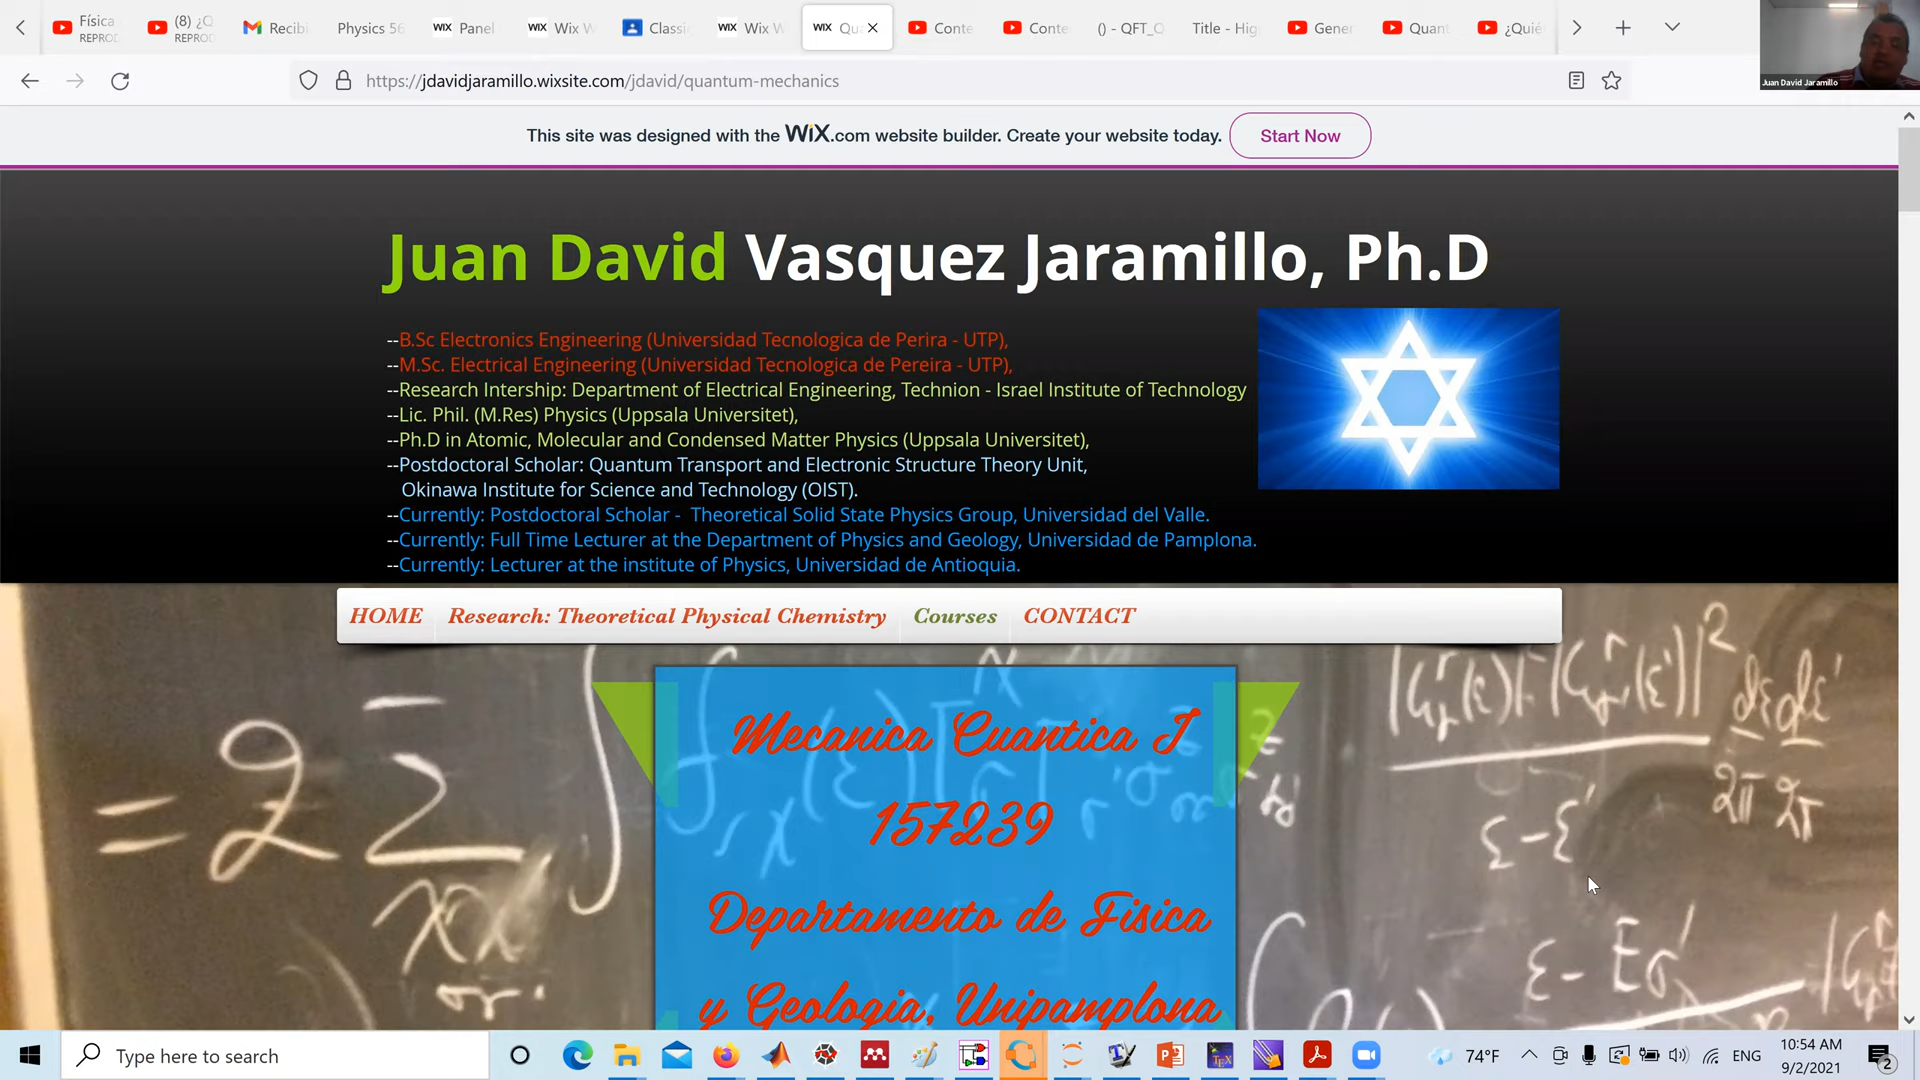 Física
REPROD
(8) ¿Q
REPROD
Recibi
Physics 56
WiX Panel
WiX Wix W
Classi
WiX Wix W
WiX Qu
Conte
Conte
() - QFT_Q
Title - Hig
Gener
Quant
¿Quié
https://jdavidjaramillo.wixsite.com/jdavid/quantum-mechanics
Juan David Jaramillo
This site was designed with the WiX.com website builder. Create your website today.
Start Now
Juan David Vasquez Jaramillo, Ph.D
--B.Sc Electronics Engineering (Universidad Tecnologica de Perira - UTP),
--M.Sc. Electrical Engineering (Universidad Tecnologica de Pereira - UTP),
--Research Intership: Department of Electrical Engineering, Technion - Israel Institute of Technology
--Lic. Phil. (M.Res) Physics (Uppsala Universitet),
--Ph.D in Atomic, Molecular and Condensed Matter Physics (Uppsala Universitet),
--Postdoctoral Scholar: Quantum Transport and Electronic Structure Theory Unit,
Okinawa Institute for Science and Technology (OIST).
--Currently: Postdoctoral Scholar - Theoretical Solid State Physics Group, Universidad del Valle.
--Currently: Full Time Lecturer at the Department of Physics and Geology, Universidad de Pamplona.
--Currently: Lecturer at the institute of Physics, Universidad de Antioquia.
HOME
Research: Theoretical Physical Chemistry
Courses
CONTACT
Mecanica Cuantica I
157239
Departamento de Fisica
y Geologia, Unipamplona
Type here to search
74°F
ENG
10:54 AM
9/2/2021
2